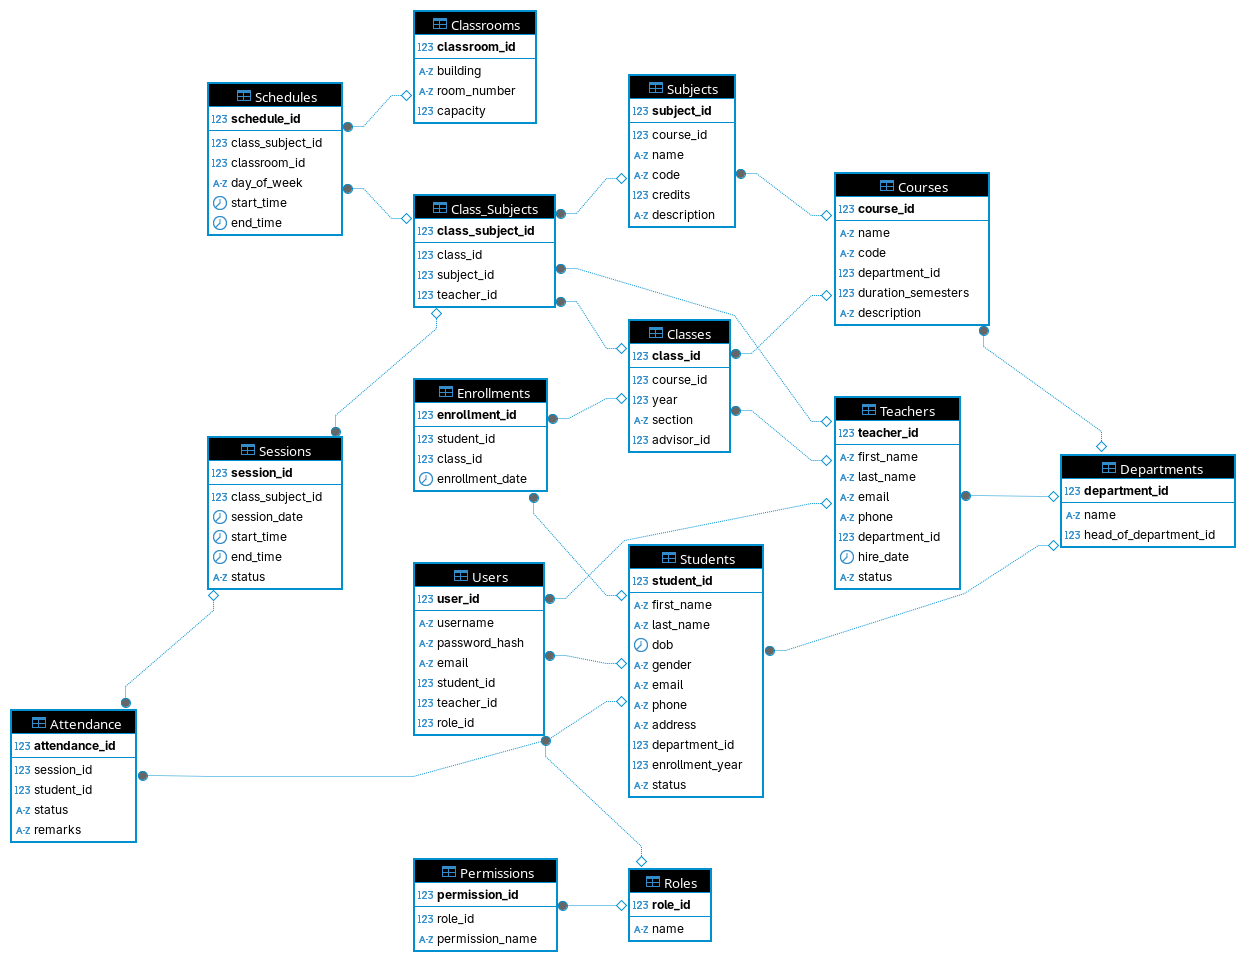 Classrooms
123 classroom_id
A-Z building
A-Z room_number
123 capacity
Schedules
123 schedule_id
123 class_subject_id
123 classroom_id
A-Z day_of_week
start_time
end_time
Subjects
123 subject_id
123 course_id
A-Z name
A-Z code
123 credits
A-Z description
Courses
123 course_id
A-Z name
A-Z code
123 department_id
123 duration_semesters
A-Z description
Class_Subjects
123 class_subject_id
123 class_id
123 subject_id
123 teacher_id
Classes
123 class_id
123 course_id
123 year
A-Z section
123 advisor_id
Enrollments
123 enrollment_id
123 student_id
123 class_id
enrollment_date
Teachers
123 teacher_id
A-Z first_name
A-Z last_name
A-Z email
A-Z phone
123 department_id
hire_date
A-Z status
Departments
123 department_id
A-Z name
123 head_of_department_id
Sessions
123 session_id
123 class_subject_id
session_date
start_time
end_time
A-Z status
Users
123 user_id
A-Z username
A-Z password_hash
A-Z email
123 student_id
123 teacher_id
123 role_id
Students
123 student_id
A-Z first_name
A-Z last_name
dob
A-Z gender
A-Z email
A-Z phone
A-Z address
123 department_id
123 enrollment_year
A-Z status
Attendance
123 attendance_id
123 session_id
123 student_id
A-Z status
A-Z remarks
Permissions
123 permission_id
123 role_id
A-Z permission_name
Roles
123 role_id
A-Z name